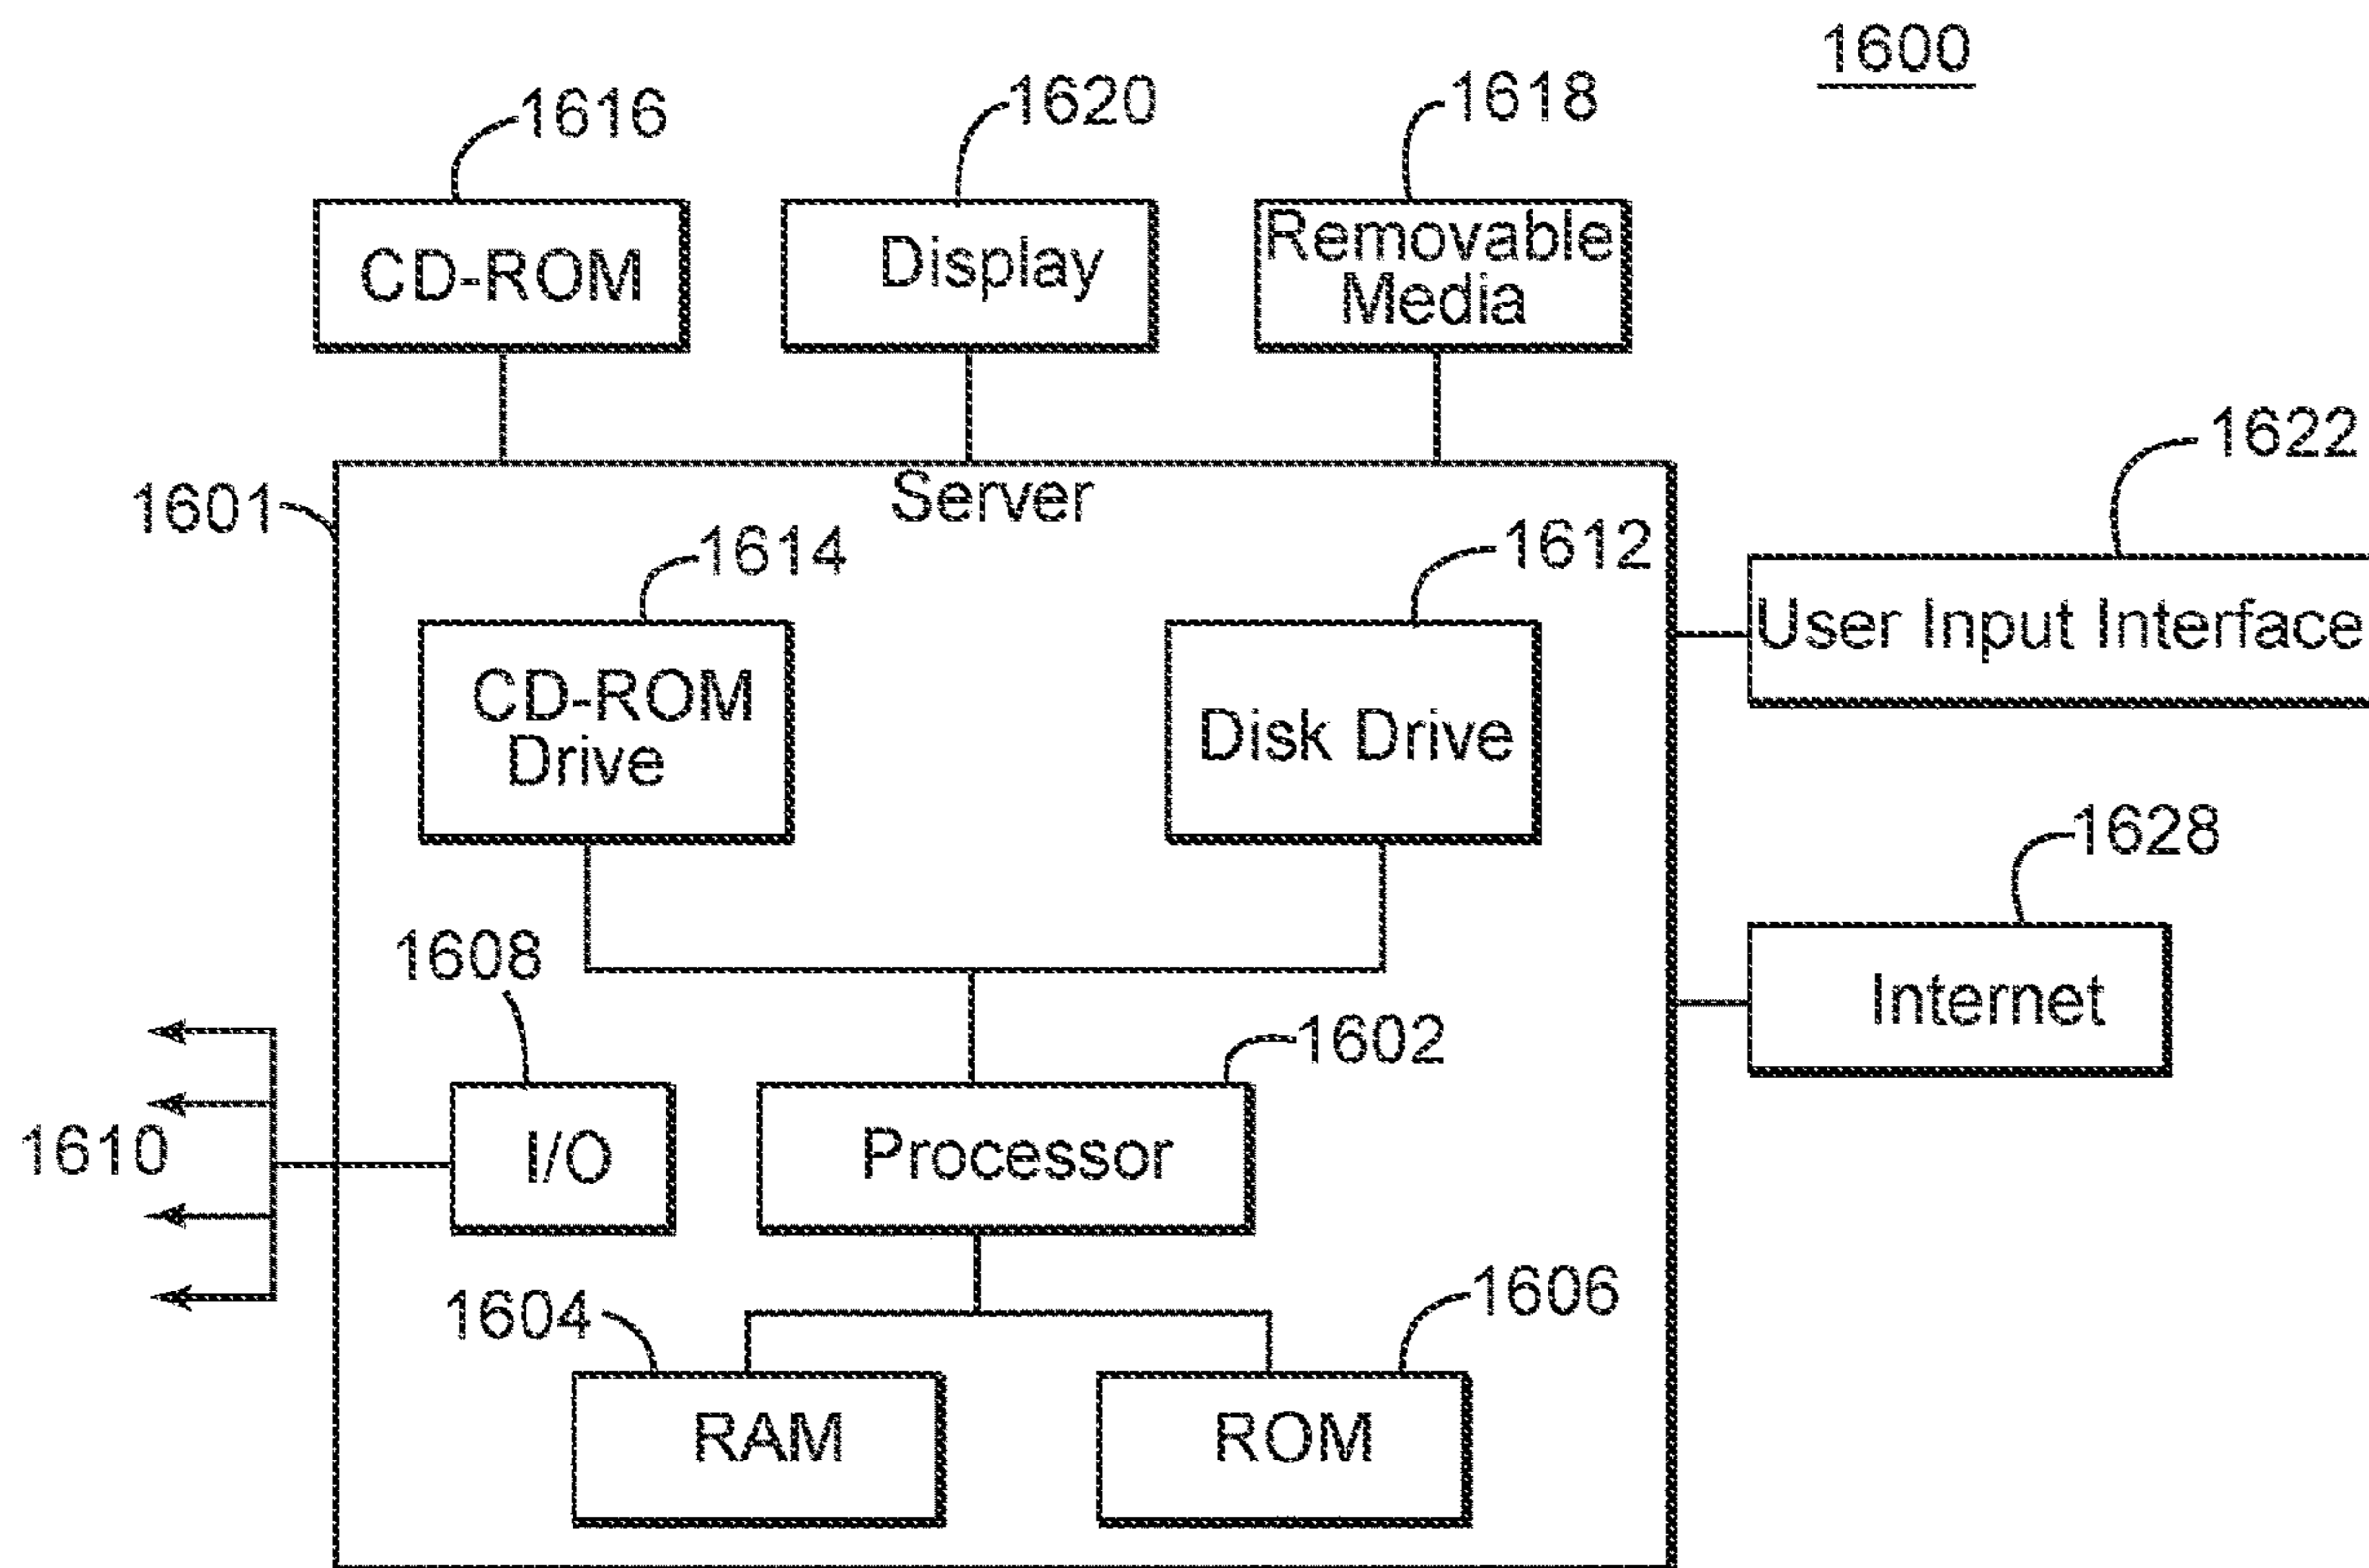 1600
1616
1620
1618
CD-ROM
Display
Removable
Media
1622
1601
Server
1614
1612
User Input Interface
CD-ROM
Drive
Disk Drive
1628
1608
Internet
1602
1610
I/O
Processor
1604
1606
RAM
ROM